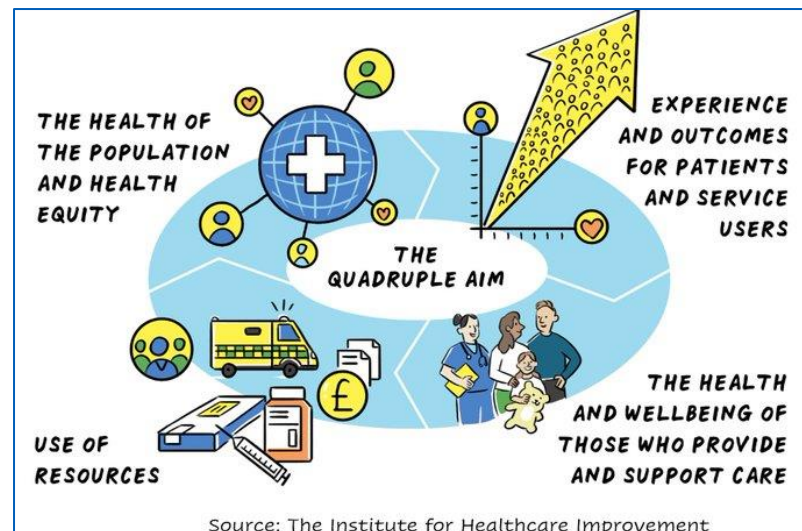 THE HEALTH OF
THE POPULATION
AND HEALTH
EQUITY
EXPERIENCE
AND OUTCOMES
FOR PATIENTS
AND SERVICE
USERS
THE
QUADRUPLE AIM
£
USE OF
RESOURCES
THE HEALTH
AND WELLBEING OF
THOSE WHO PROVIDE
AND SUPPORT CARE
Source: The Institute for Healthcare Improvement